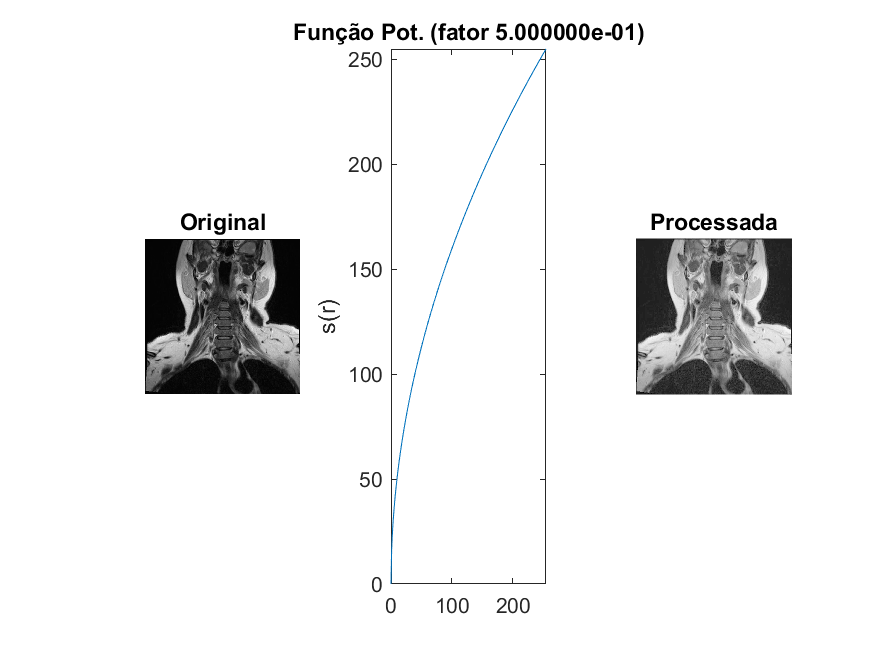 Função Pot. (fator 5.000000e-01)
Original
Processada
s(r)
250
200
150
100
50
0
0 100 200